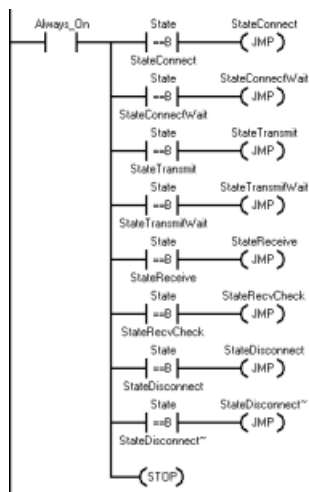 Always_On State StateConnect
==B ( JMP )
StateConnect
State StateConnectWait
==B ( JMP )
StateConnectWait
State StateTransmit
==B ( JMP )
StateTransmit
State StateTransmitWait
==B ( JMP )
StateTransmitWait
State StateReceive
==B ( JMP )
StateReceive
State StateRecvCheck
==B ( JMP )
StateRecvCheck
State StateDisconnect
==B ( JMP )
StateDisconnect
State StateDisconnect~
==B ( JMP )
StateDisconnect~
(STOP)